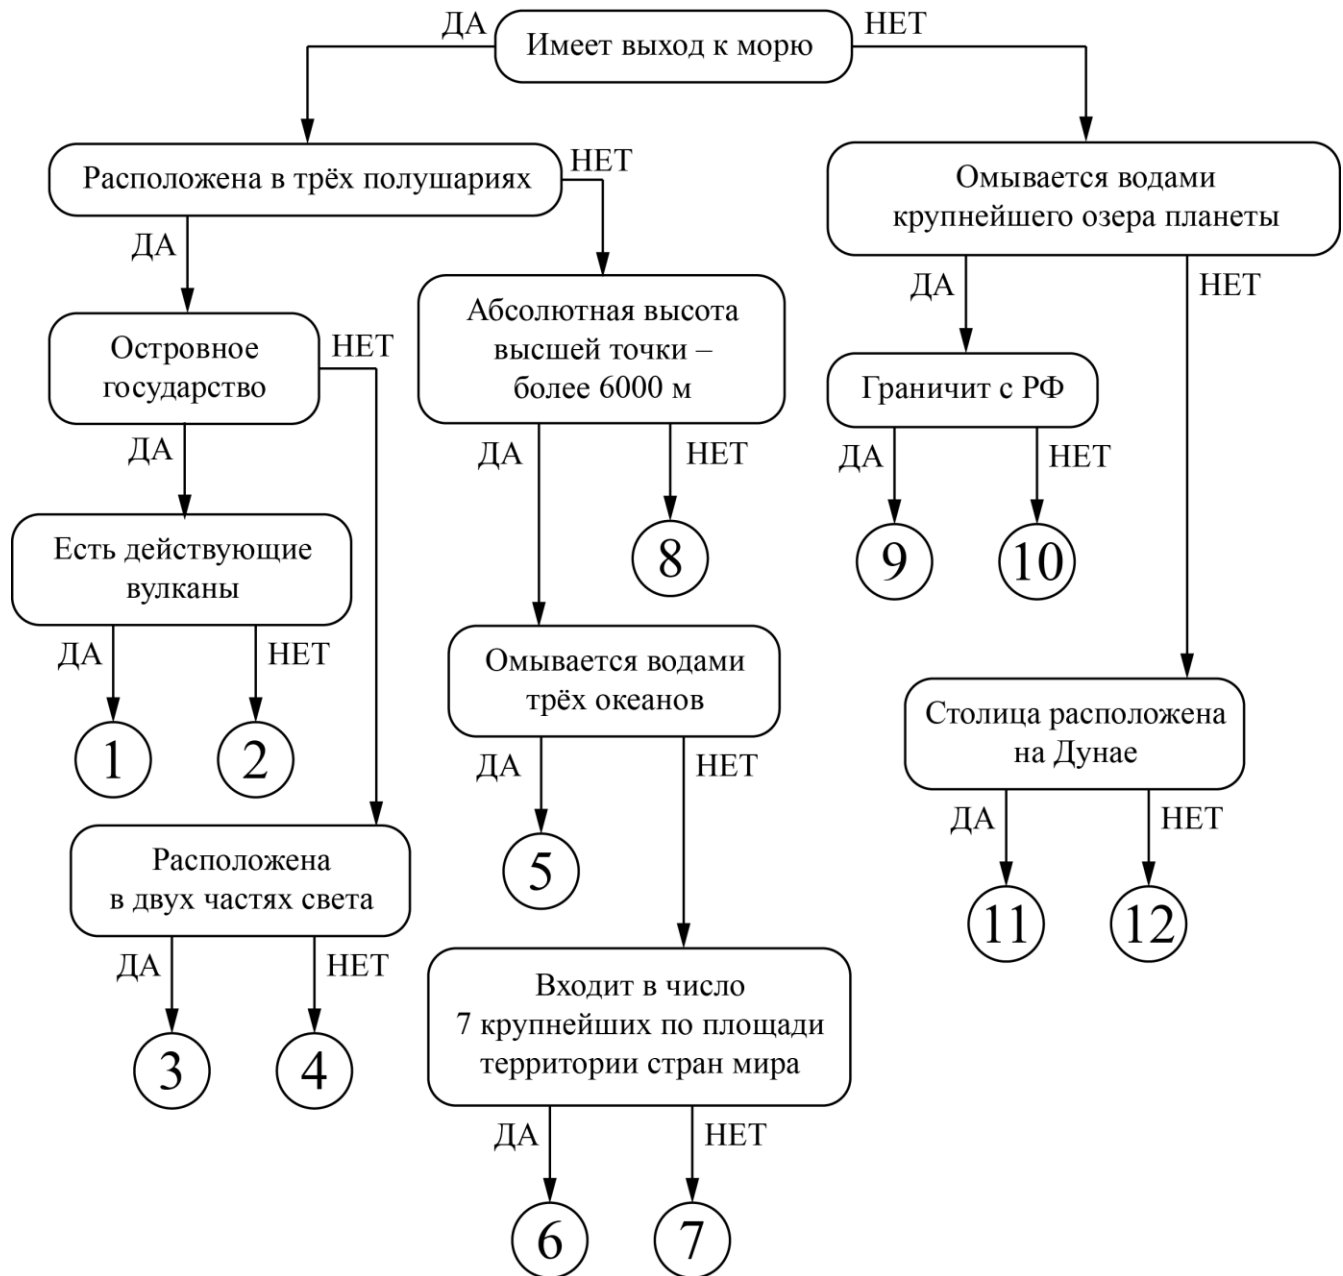 Имеет выход к морю
ДА
НЕТ
Расположена в трёх полушариях
ДА
НЕТ
Омывается водами
крупнейшего озера планеты
ДА
НЕТ
Островное
государство
ДА
НЕТ
Абсолютная высота
высшей точки –
более 6000 м
ДА
НЕТ
Граничит с РФ
ДА
НЕТ
Есть действующие
вулканы
ДА
НЕТ
8
9
10
Омывается водами
трёх океанов
ДА
НЕТ
Столица расположена
на Дунае
ДА
НЕТ
1
2
Расположена
в двух частях света
ДА
НЕТ
5
11
12
Входит в число
7 крупнейших по площади
территории стран мира
ДА
НЕТ
3
4
6
7